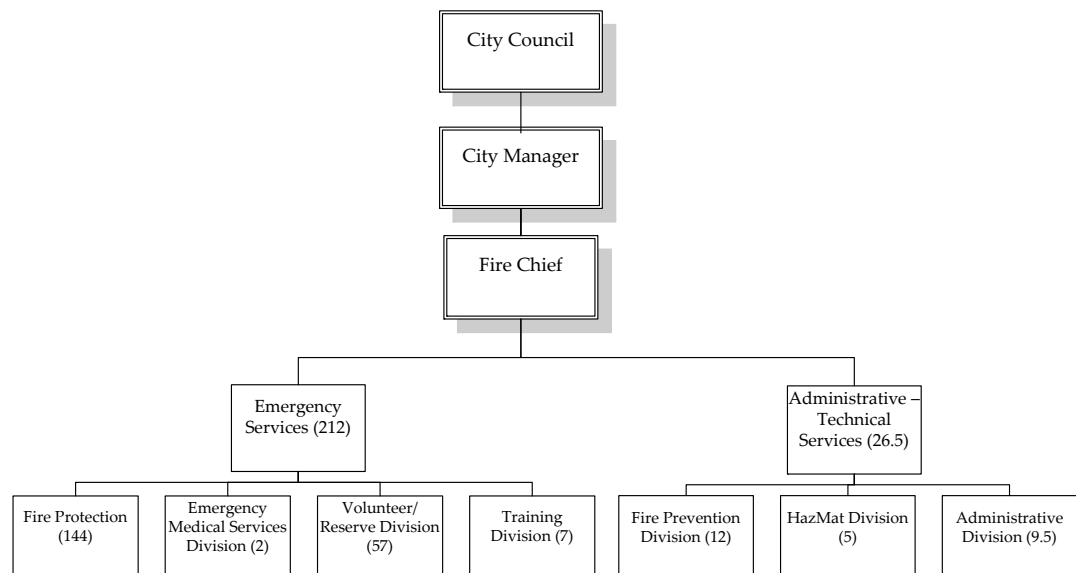 City Council
City Manager
Fire Chief
Emergency
Services (212)
Administrative –
Technical
Services (26.5)
Fire Protection
(144)
Emergency
Medical Services
Division (2)
Volunteer/
Reserve Division
(57)
Training
Division (7)
Fire Prevention
Division (12)
HazMat Division
(5)
Administrative
Division (9.5)